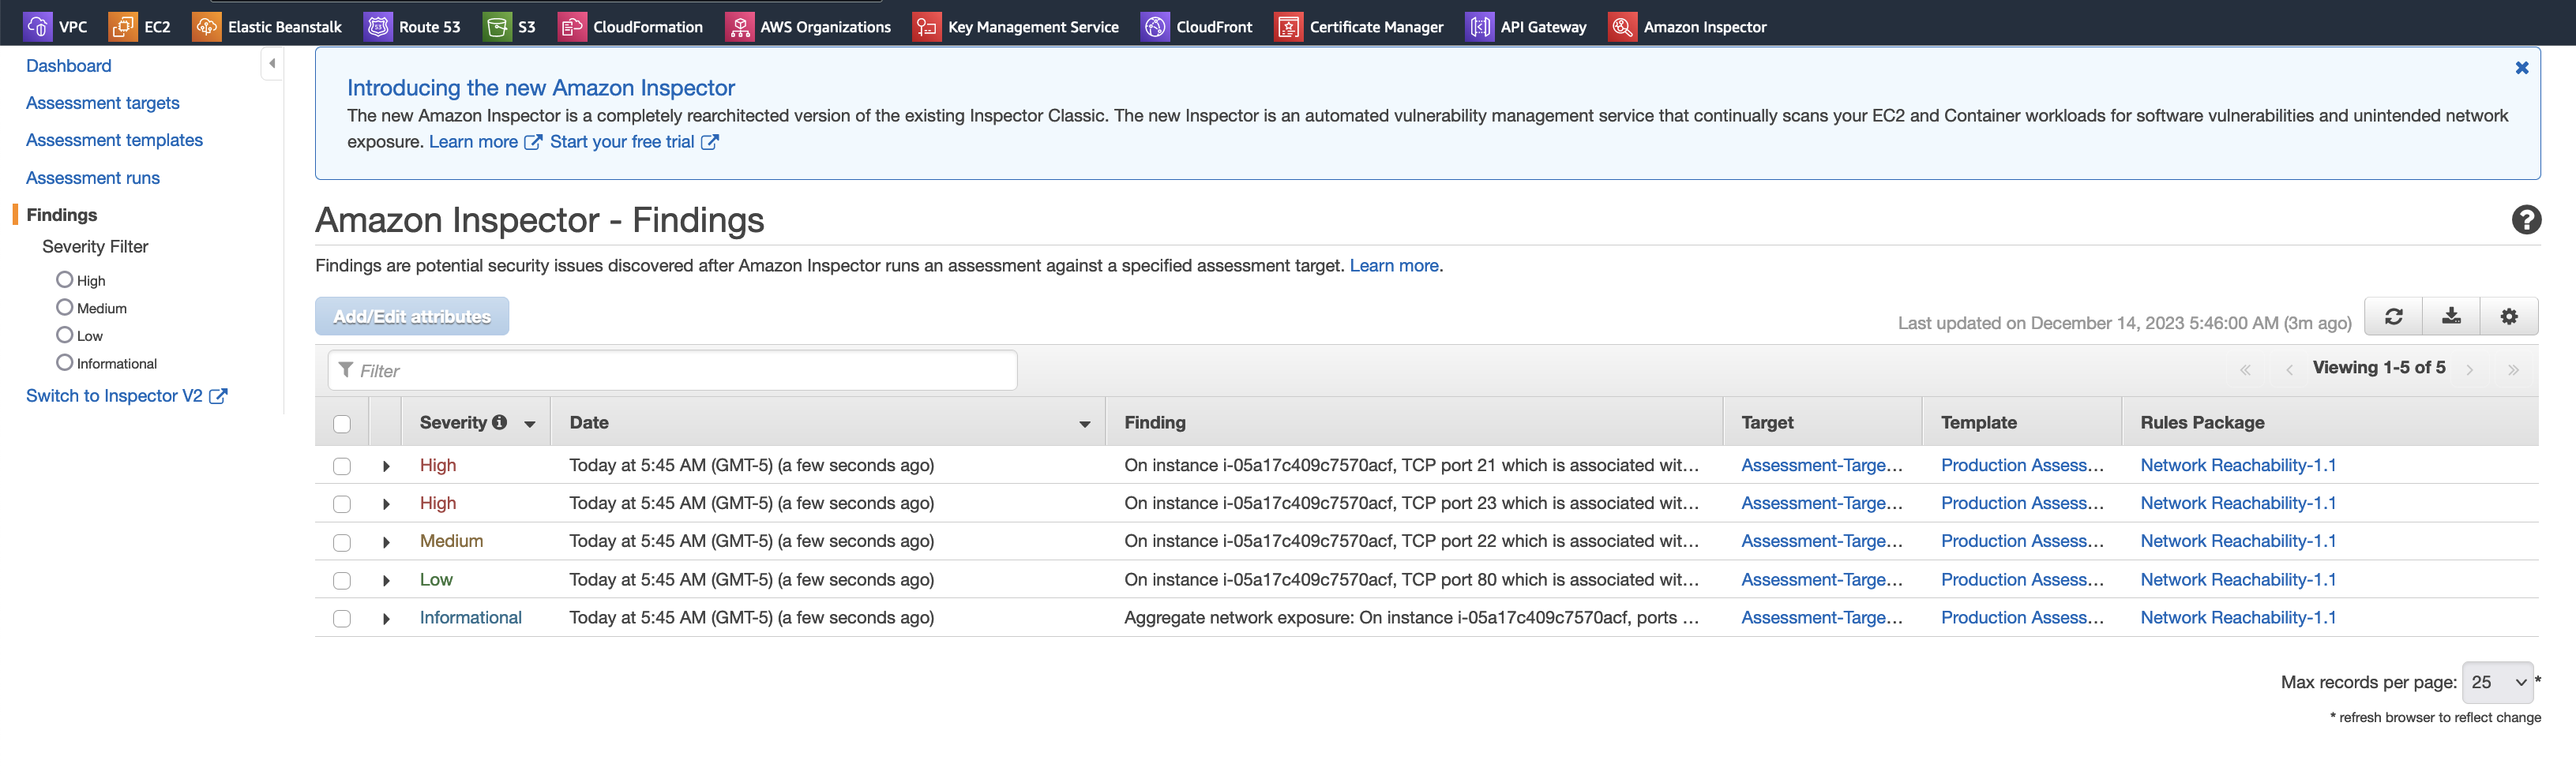 VPC EC2 Elastic Beanstalk Route 53 S3 CloudFormation AWS Organizations Key Management Service CloudFront Certificate Manager API Gateway Amazon Inspector
Dashboard
Assessment targets
Assessment templates
Assessment runs
Findings
Severity Filter
High
Medium
Low
Informational
Switch to Inspector V2
Introducing the new Amazon Inspector
The new Amazon Inspector is a completely rearchitected version of the existing Inspector Classic. The new Inspector is an automated vulnerability management service that continually scans your EC2 and Container workloads for software vulnerabilities and unintended network
exposure. Learn more Start your free trial
Amazon Inspector - Findings
Findings are potential security issues discovered after Amazon Inspector runs an assessment against a specified assessment target. Learn more.
Add/Edit attributes
Last updated on December 14, 2023 5:46:00 AM (3m ago)
Filter
« ‹ Viewing 1-5 of 5 › »
Severity Date Finding Target Template Rules Package
High Today at 5:45 AM (GMT-5) (a few seconds ago) On instance i-05a17c409c7570acf, TCP port 21 which is associated wit... Assessment-Targe... Production Assess... Network Reachability-1.1
High Today at 5:45 AM (GMT-5) (a few seconds ago) On instance i-05a17c409c7570acf, TCP port 23 which is associated wit... Assessment-Targe... Production Assess... Network Reachability-1.1
Medium Today at 5:45 AM (GMT-5) (a few seconds ago) On instance i-05a17c409c7570acf, TCP port 22 which is associated wit... Assessment-Targe... Production Assess... Network Reachability-1.1
Low Today at 5:45 AM (GMT-5) (a few seconds ago) On instance i-05a17c409c7570acf, TCP port 80 which is associated wit... Assessment-Targe... Production Assess... Network Reachability-1.1
Informational Today at 5:45 AM (GMT-5) (a few seconds ago) Aggregate network exposure: On instance i-05a17c409c7570acf, ports ... Assessment-Targe... Production Assess... Network Reachability-1.1
Max records per page: 25 *
* refresh browser to reflect change